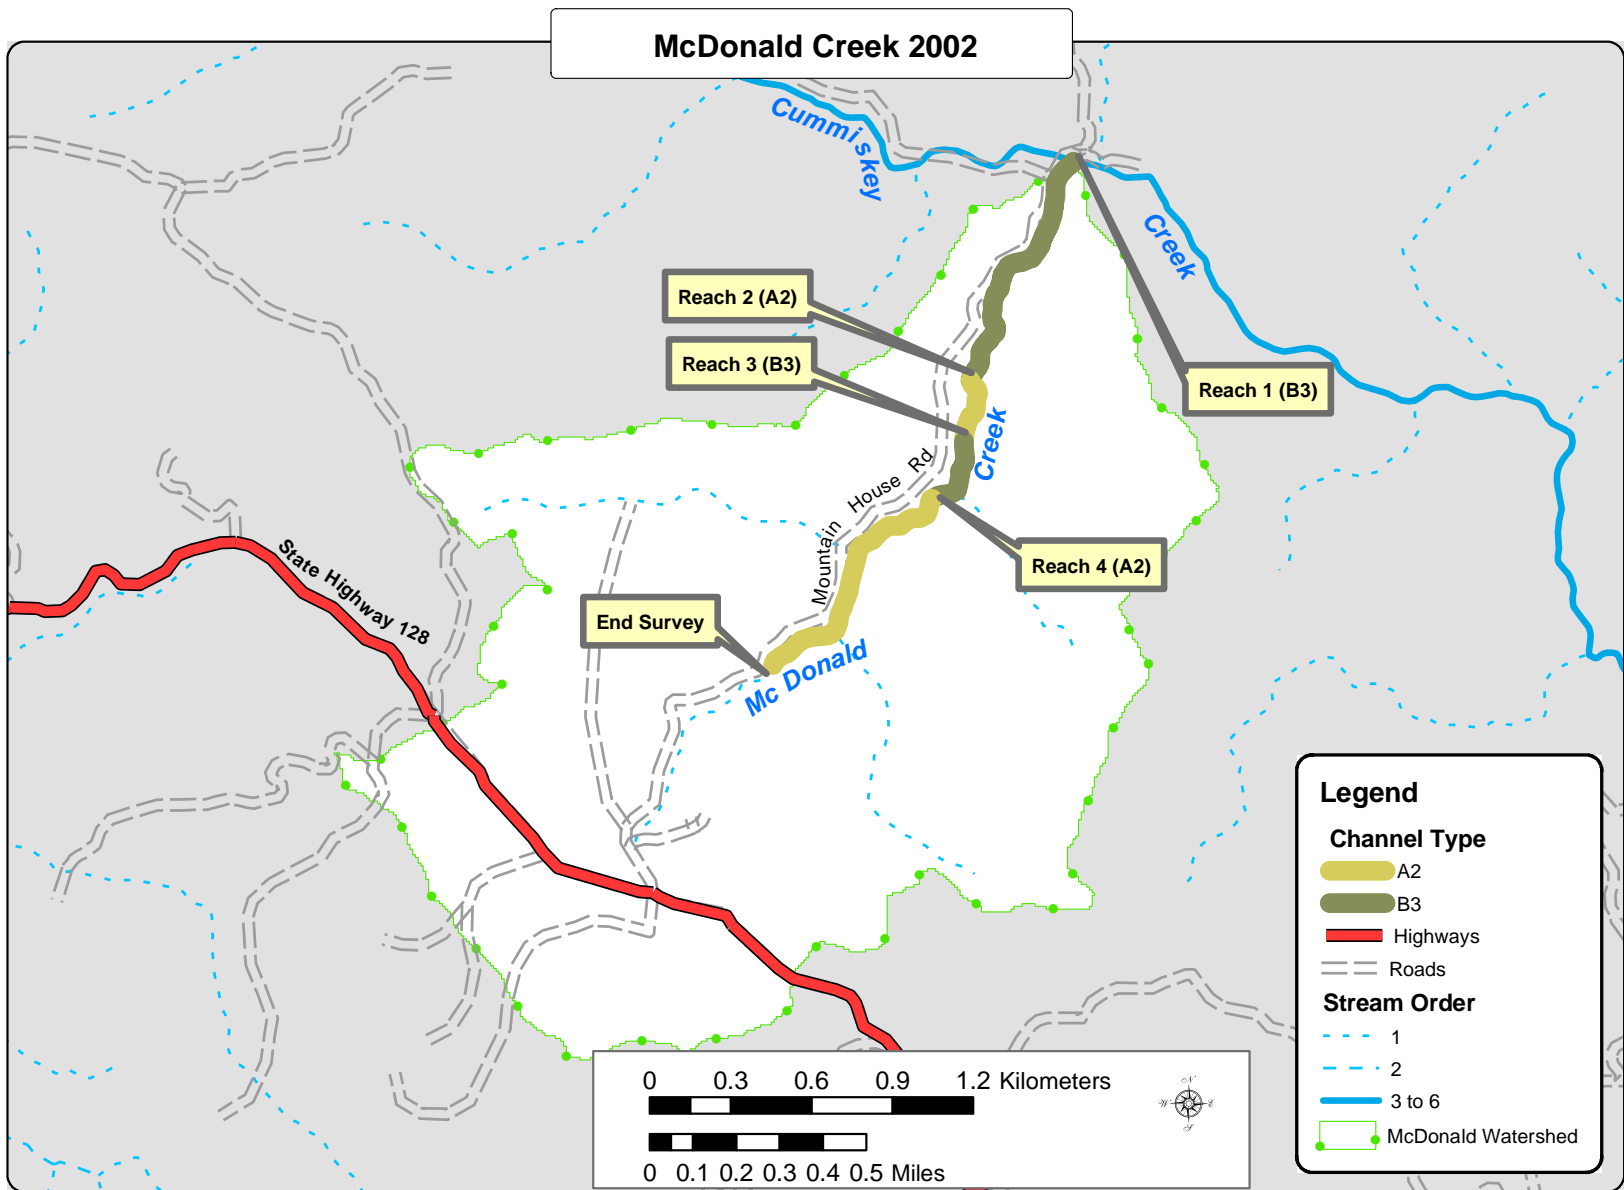 McDonald Creek 2002
Cummiskey
Creek
Reach 2 (A2)
Reach 3 (B3)
Reach 1 (B3)
Creek
Mountain House Rd
Reach 4 (A2)
State Highway 128
End Survey
Mc Donald
Legend
Channel Type
A2
B3
Highways
Roads
Stream Order
1
2
3 to 6
McDonald Watershed
0 0.3 0.6 0.9 1.2 Kilometers
0 0.1 0.2 0.3 0.4 0.5 Miles
N
W E
S